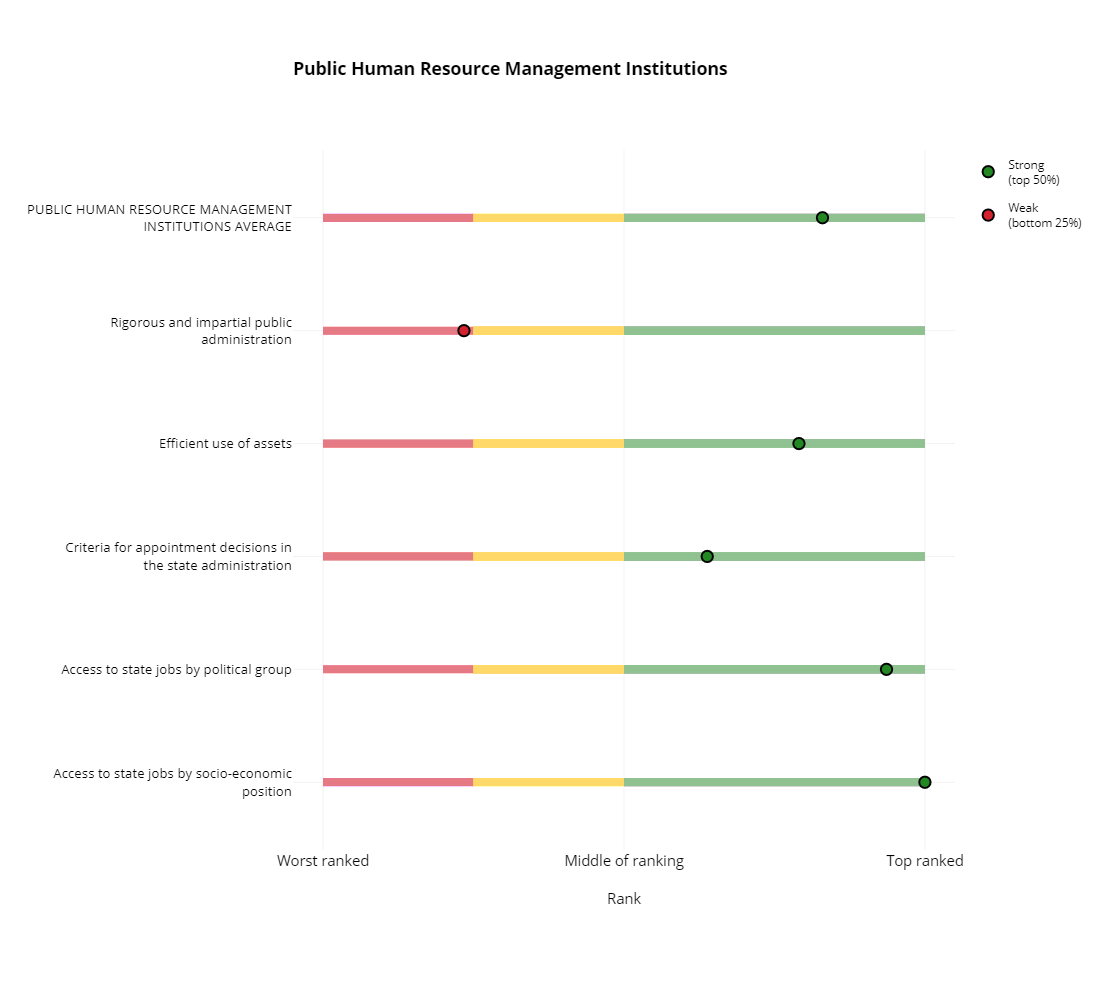 Public Human Resource Management Institutions
Strong
(top 50%)
Weak
(bottom 25%)
PUBLIC HUMAN RESOURCE MANAGEMENT
INSTITUTIONS AVERAGE
Rigorous and impartial public
administration
Efficient use of assets
Criteria for appointment decisions in
the state administration
Access to state jobs by political group
Access to state jobs by socio-economic
position
Worst ranked
Middle of ranking
Top ranked
Rank